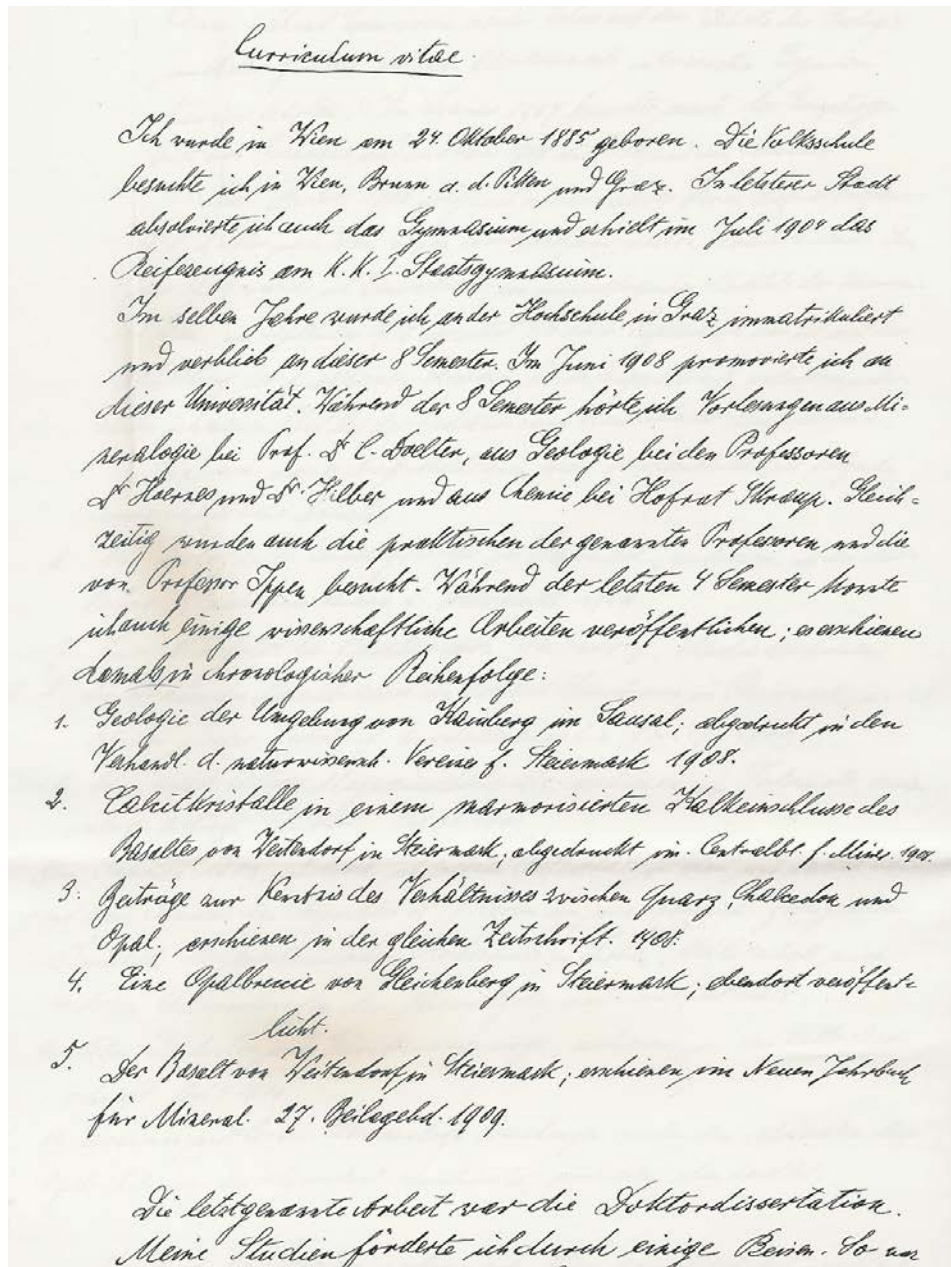 Curriculum vitae.
Ich wurde in Wien am 24. Oktober 1885 geboren. Die Volksschule
besuchte ich in Wien, Brunn a. d. Pitten und Graz. In letzterer Stadt
absolvierte ich auch das Gymnasium und erhielt im Juli 1904 das
Reifezeugnis am K. K. I. Staatsgymnasium.
Im selben Jahre wurde ich an der Hochschule in Graz immatrikuliert
und verblieb an dieser 8 Semester. Im Juni 1908 promovierte ich an
dieser Universität. Während der 8 Semester hörte ich Vorlesungen aus Mi-
neralogie bei Prof. Dr C. Doelter, aus Geologie bei den Professoren
Dr Hoernes und Dr. Hilber und aus Chemie bei Hofrat Skraup. Gleich-
zeitig wurden auch die praktischen der genannten Professoren und die
von Professor Ippen besucht. Während der letzten 4 Semester konnte
ich auch einige wissenschaftliche Arbeiten veröffentlichen; es erschienen
damals in chronologischer Reihenfolge:
1. Geologie der Umgebung von Kainberg im Sausal; abgedruckt in den
Verhandl. d. naturwissensch. Vereines f. Steiermark 1908.
2. Calcitkristalle in einem marmorisierten Kalkeinschlusse des
Basaltes von Weitendorf in Steiermark; abgedruckt im Centralbl. f. Miner. 1908.
3. Beiträge zur Kentnis des Verhältnisses zwischen Quarz, Chalcedon und
Opal; erschienen in der gleichen Zeitschrift. 1908.
4. Eine Opalbreccie von Gleichenberg in Steiermark; ebendort veröffent-
licht.
5. Der Basalt von Weitendorf in Steiermark; erschienen im Neuen Jahrbuch
für Mineral. 27. Beilagebd. 1909.
Die letztgenannte Arbeit war die Doktordissertation.
Meine Studien förderte ich durch einige Reisen. So war